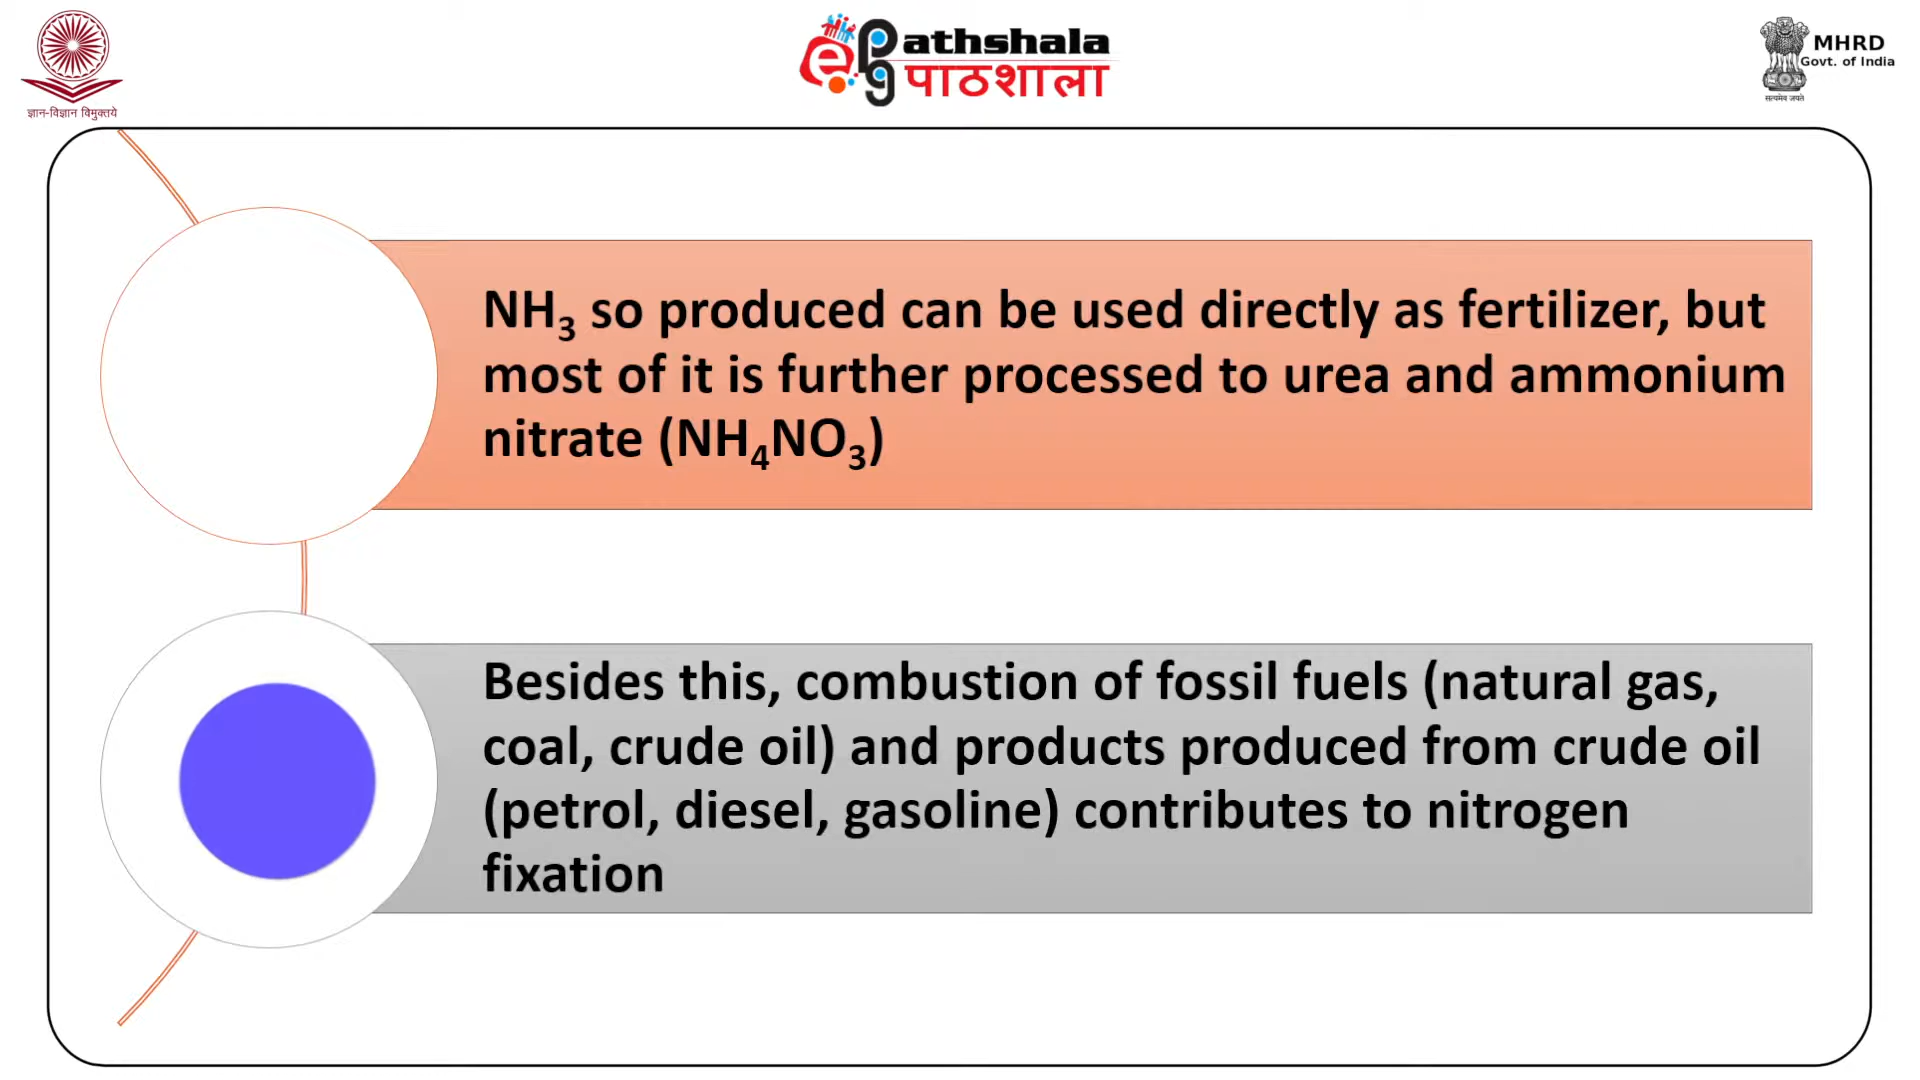 ज्ञान-विज्ञान विमुक्तये
ePG
athshala
पाठशाला
MHRD
Govt. of India
सत्यमेव जयते
NH₃ so produced can be used directly as fertilizer, but
most of it is further processed to urea and ammonium
nitrate (NH₄NO₃)
Besides this, combustion of fossil fuels (natural gas,
coal, crude oil) and products produced from crude oil
(petrol, diesel, gasoline) contributes to nitrogen
fixation